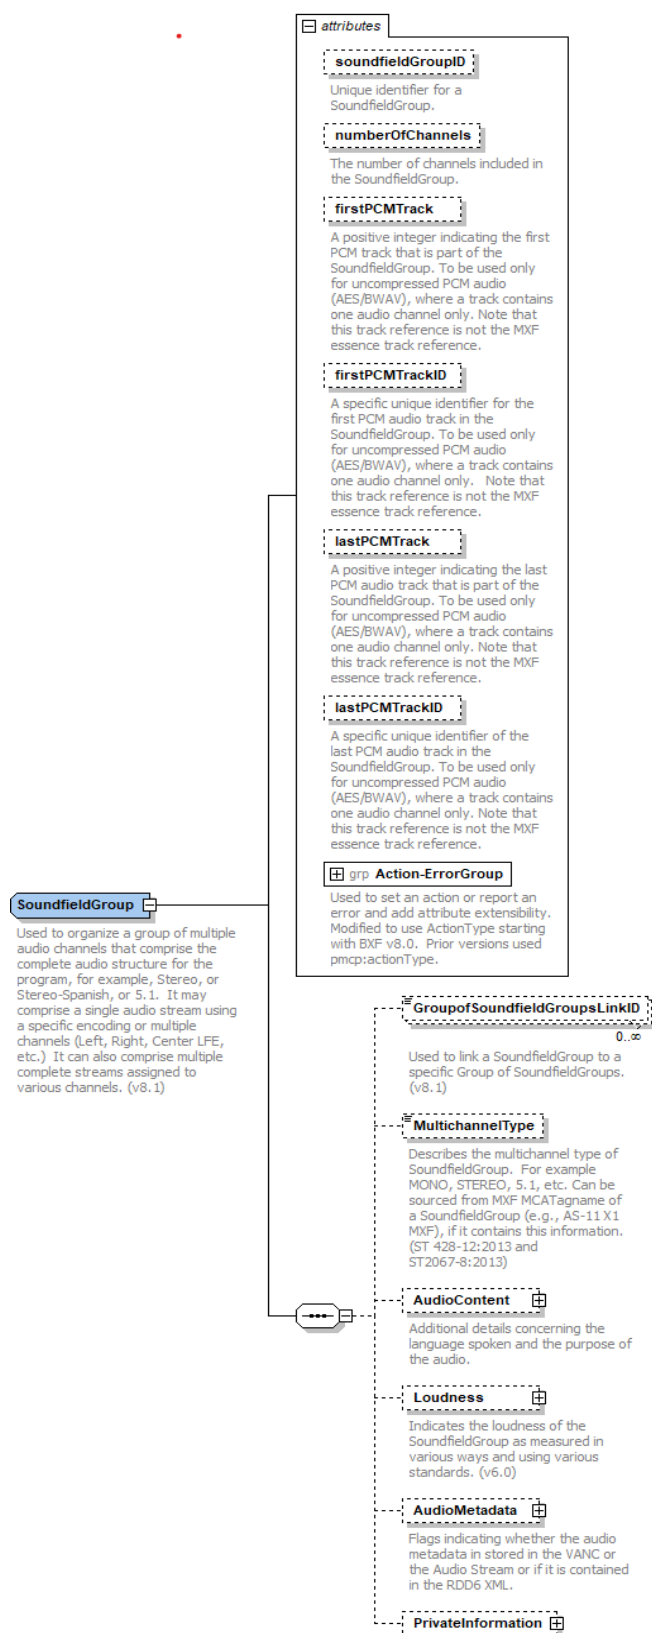 attributes
soundfieldGroupID
Unique identifier for a
SoundfieldGroup.
numberOfChannels
The number of channels included in
the SoundfieldGroup.
firstPCMTrack
A positive integer indicating the first
PCM track that is part of the
SoundfieldGroup. To be used only
for uncompressed PCM audio
(AES/BWAV), where a track contains
one audio channel only. Note that
this track reference is not the MXF
essence track reference.
firstPCMTrackID
A specific unique identifier for the
first PCM audio track in the
SoundfieldGroup. To be used only
for uncompressed PCM audio
(AES/BWAV), where a track contains
one audio channel only.   Note that
this track reference is not the MXF
essence track reference.
lastPCMTrack
A positive integer indicating the last
PCM audio track that is part of the
SoundfieldGroup. To be used only
for uncompressed PCM audio
(AES/BWAV), where a track contains
one audio channel only. Note that
this track reference is not the MXF
essence track reference.
lastPCMTrackID
A specific unique identifier of the
last PCM audio track in the
SoundfieldGroup. To be used only
for uncompressed PCM audio
(AES/BWAV), where a track contains
one audio channel only. Note that
this track reference is not the MXF
essence track reference.
grp Action-ErrorGroup
Used to set an action or report an
error and add attribute extensibility.
Modified to use ActionType starting
with BXF v8.0.  Prior versions used
pmcp:actionType.
SoundfieldGroup
Used to organize a group of multiple
audio channels that comprise the
complete audio structure for the
program, for example, Stereo, or
Stereo-Spanish, or 5.1.  It may
comprise a single audio stream using
a specific encoding or multiple
channels (Left, Right, Center LFE,
etc.)  It can also comprise multiple
complete streams assigned to
various channels. (v8.1)
GroupofSoundfieldGroupsLinkID
0..∞
Used to link a SoundfieldGroup to a
specific Group of SoundfieldGroups.
(v8.1)
MultichannelType
Describes the multichannel type of
SoundfieldGroup.  For example
MONO, STEREO, 5.1, etc. Can be
sourced from MXF MCATagname of
a SoundfieldGroup (e.g., AS-11 X1
MXF), if it contains this information.
(ST 428-12:2013 and
ST2067-8:2013)
AudioContent
Additional details concerning the
language spoken and the purpose of
the audio.
Loudness
Indicates the loudness of the
SoundfieldGroup as measured in
various ways and using various
standards. (v6.0)
AudioMetadata
Flags indicating whether the audio
metadata in stored in the VANC or
the Audio Stream or if it is contained
in the RDD6 XML.
PrivateInformation